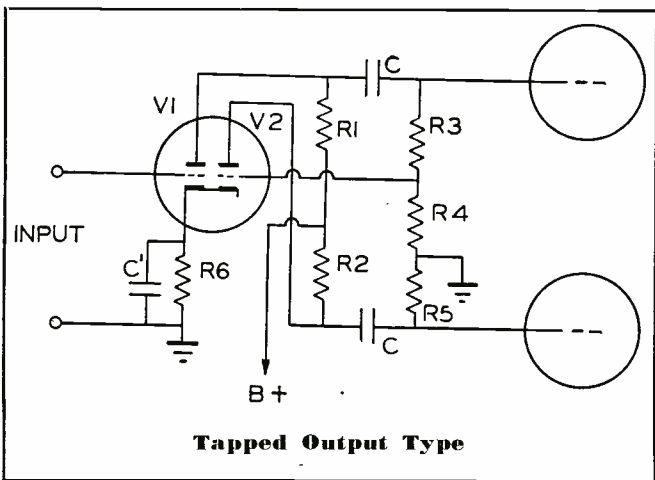 V1
V2
C
R1
R3
R4
INPUT
C'
R6
R2
R5
C
B+
Tapped Output Type